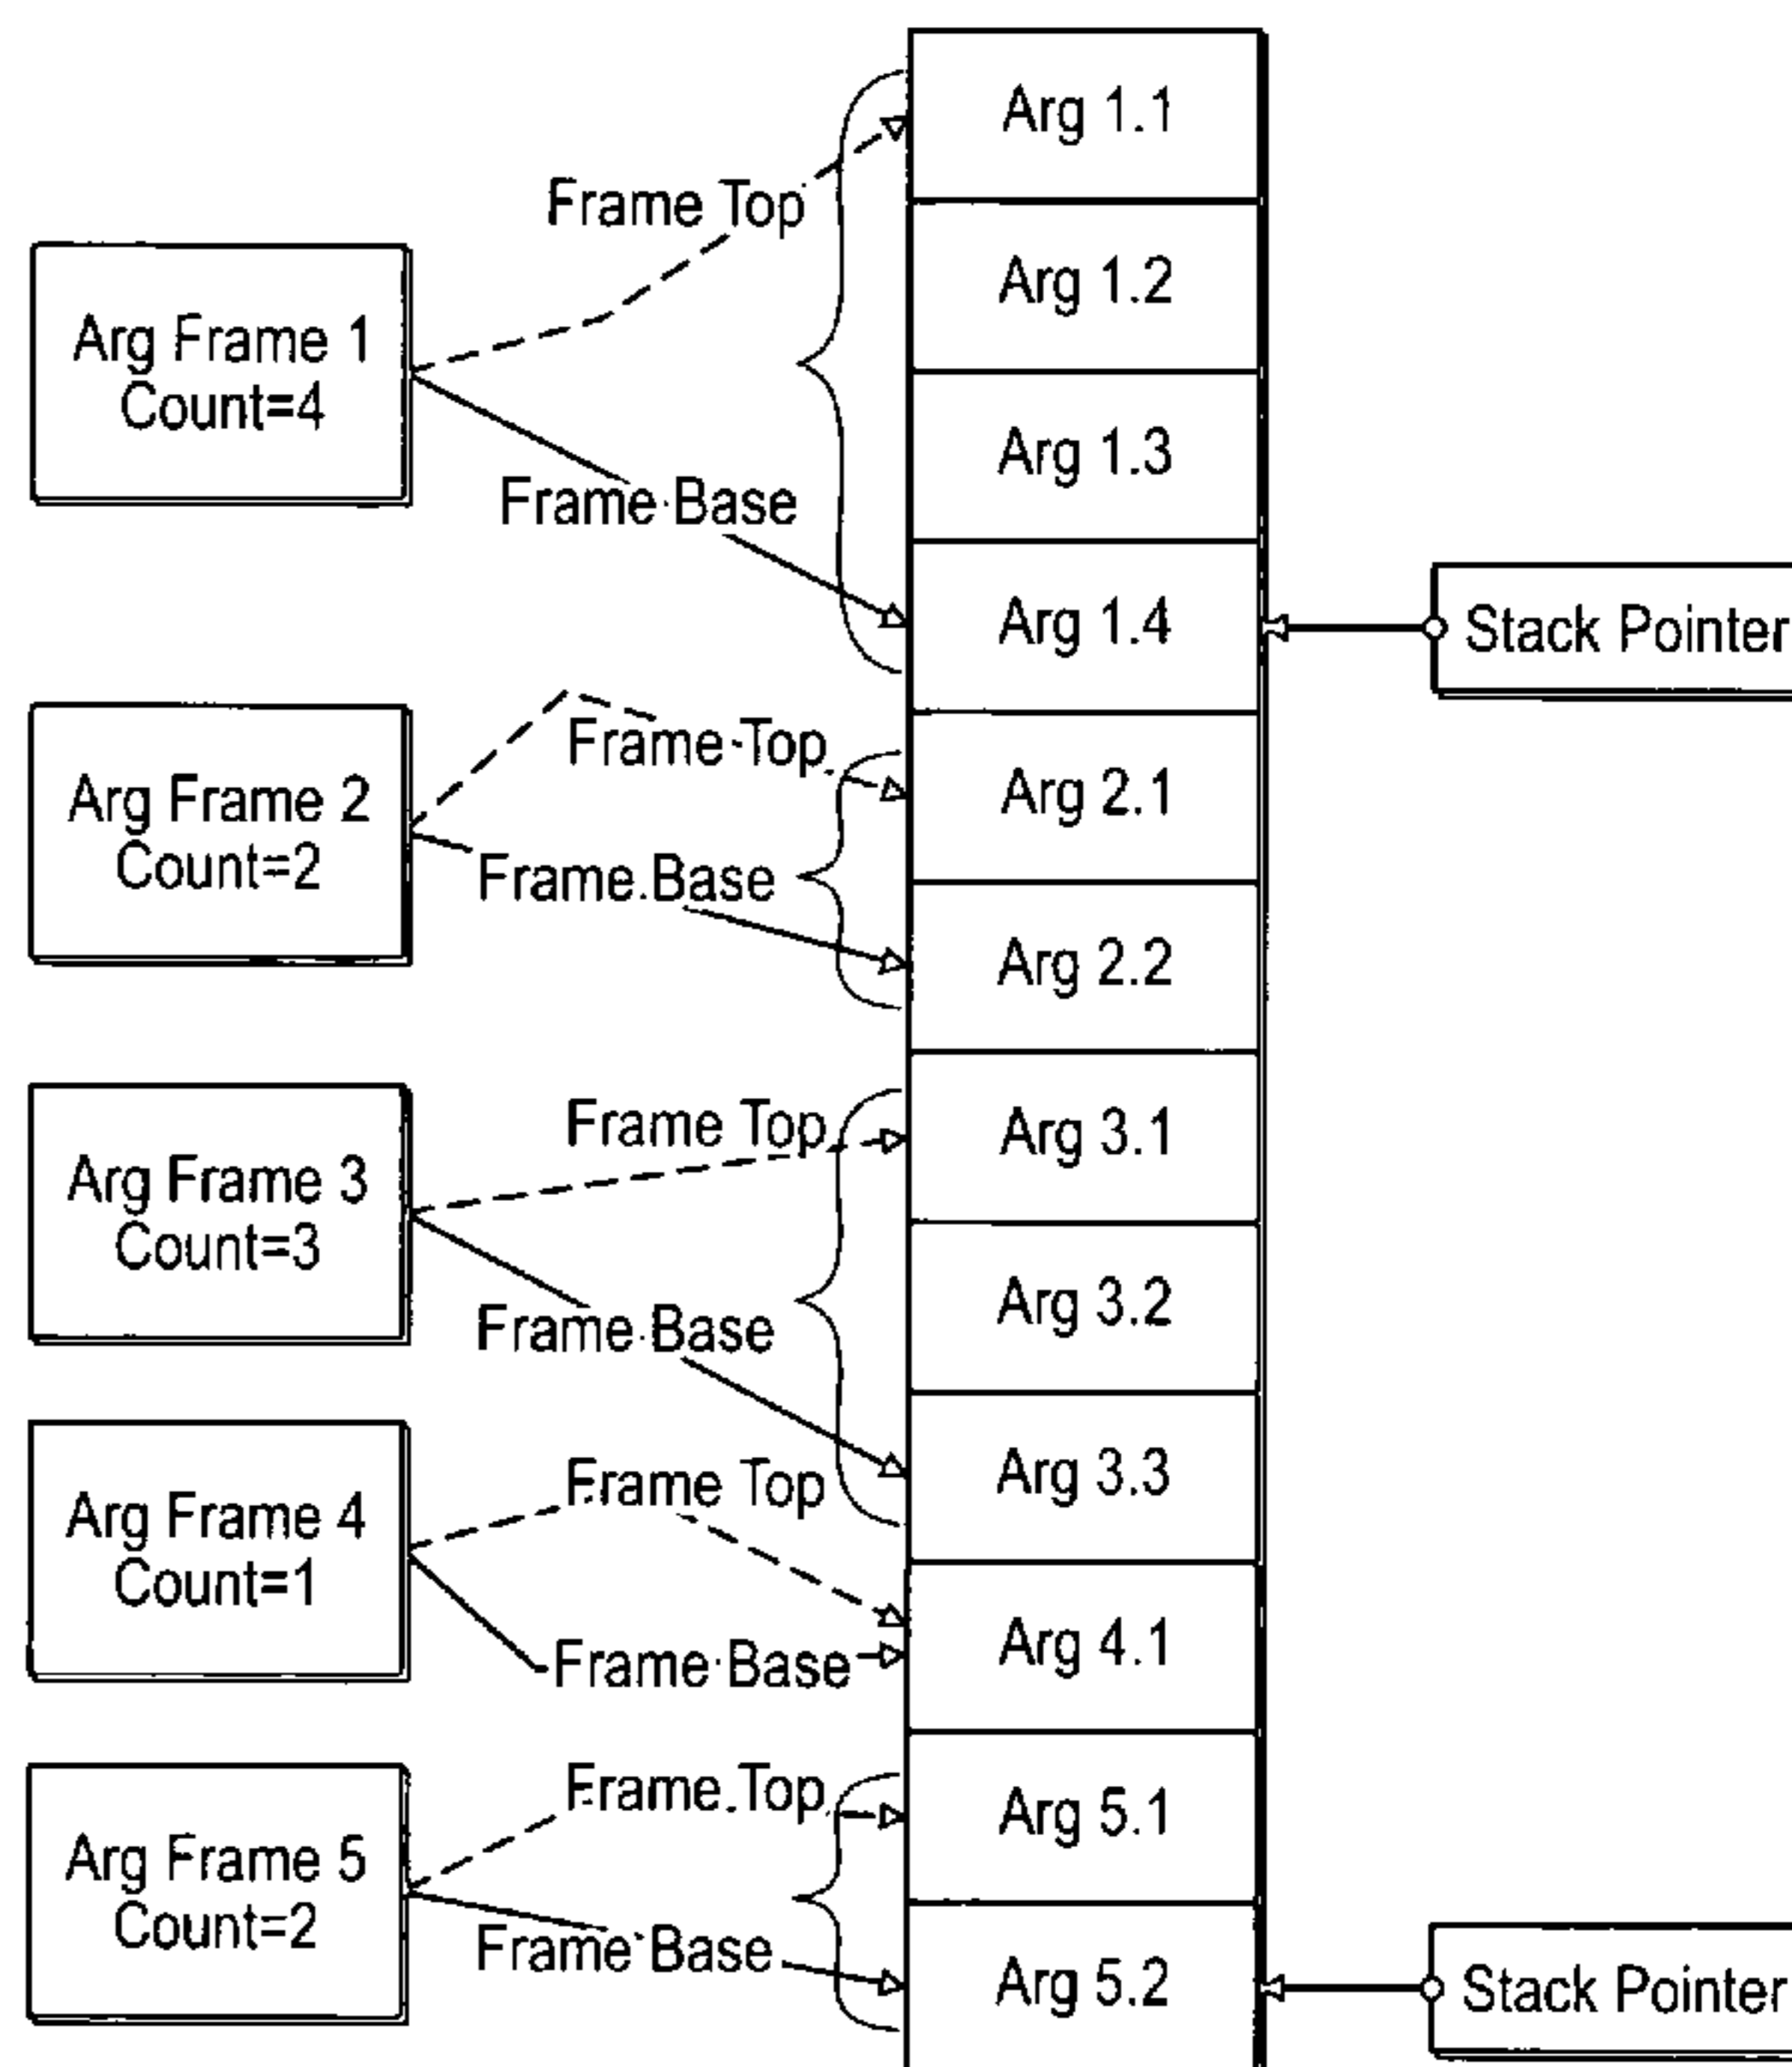 Arg 1.1
Frame Top
Arg 1.2
Arg Frame 1
Count=4
Arg 1.3
Frame Base
Arg 1.4
Stack Pointer
Frame Top
Arg 2.1
Arg Frame 2
Count=2
Frame Base
Arg 2.2
Frame Top
Arg 3.1
Arg Frame 3
Count=3
Arg 3.2
Frame Base
Arg 3.3
Frame Top
Arg Frame 4
Count=1
Arg 4.1
Frame Base
Frame Top
Arg 5.1
Arg Frame 5
Count=2
Frame Base
Arg 5.2
Stack Pointer